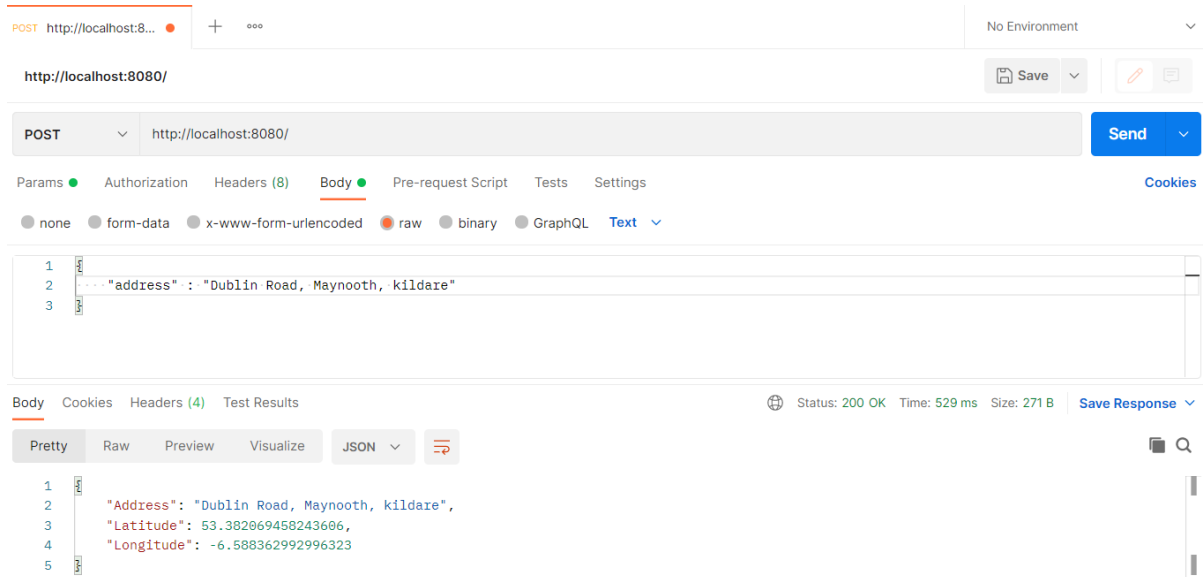 POST http://localhost:8... No Environment
http://localhost:8080/ Save
POST http://localhost:8080/ Send
Params Authorization Headers (8) Body Pre-request Script Tests Settings Cookies
none form-data x-www-form-urlencoded raw binary GraphQL Text
1 {
2 "address" : "Dublin Road, Maynooth, kildare"
3 }
Body Cookies Headers (4) Test Results Status: 200 OK Time: 529 ms Size: 271 B Save Response
Pretty Raw Preview Visualize JSON
1 {
2 "Address": "Dublin Road, Maynooth, kildare",
3 "Latitude": 53.382069458243606,
4 "Longitude": -6.588362992996323
5 }